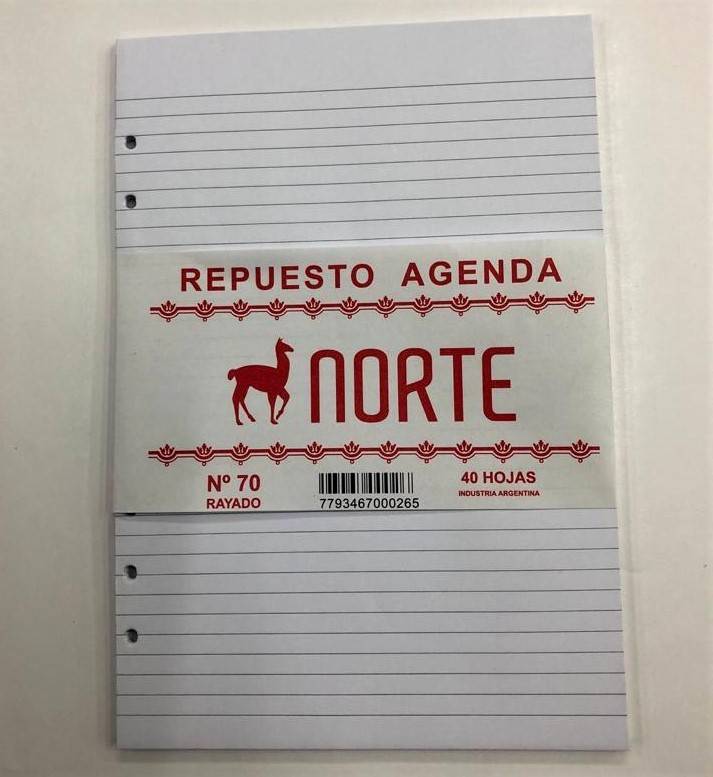 REPUESTO AGENDA
NORTE
Nº 70
RAYADO
7793467000265
40 HOJAS
INDUSTRIA ARGENTINA